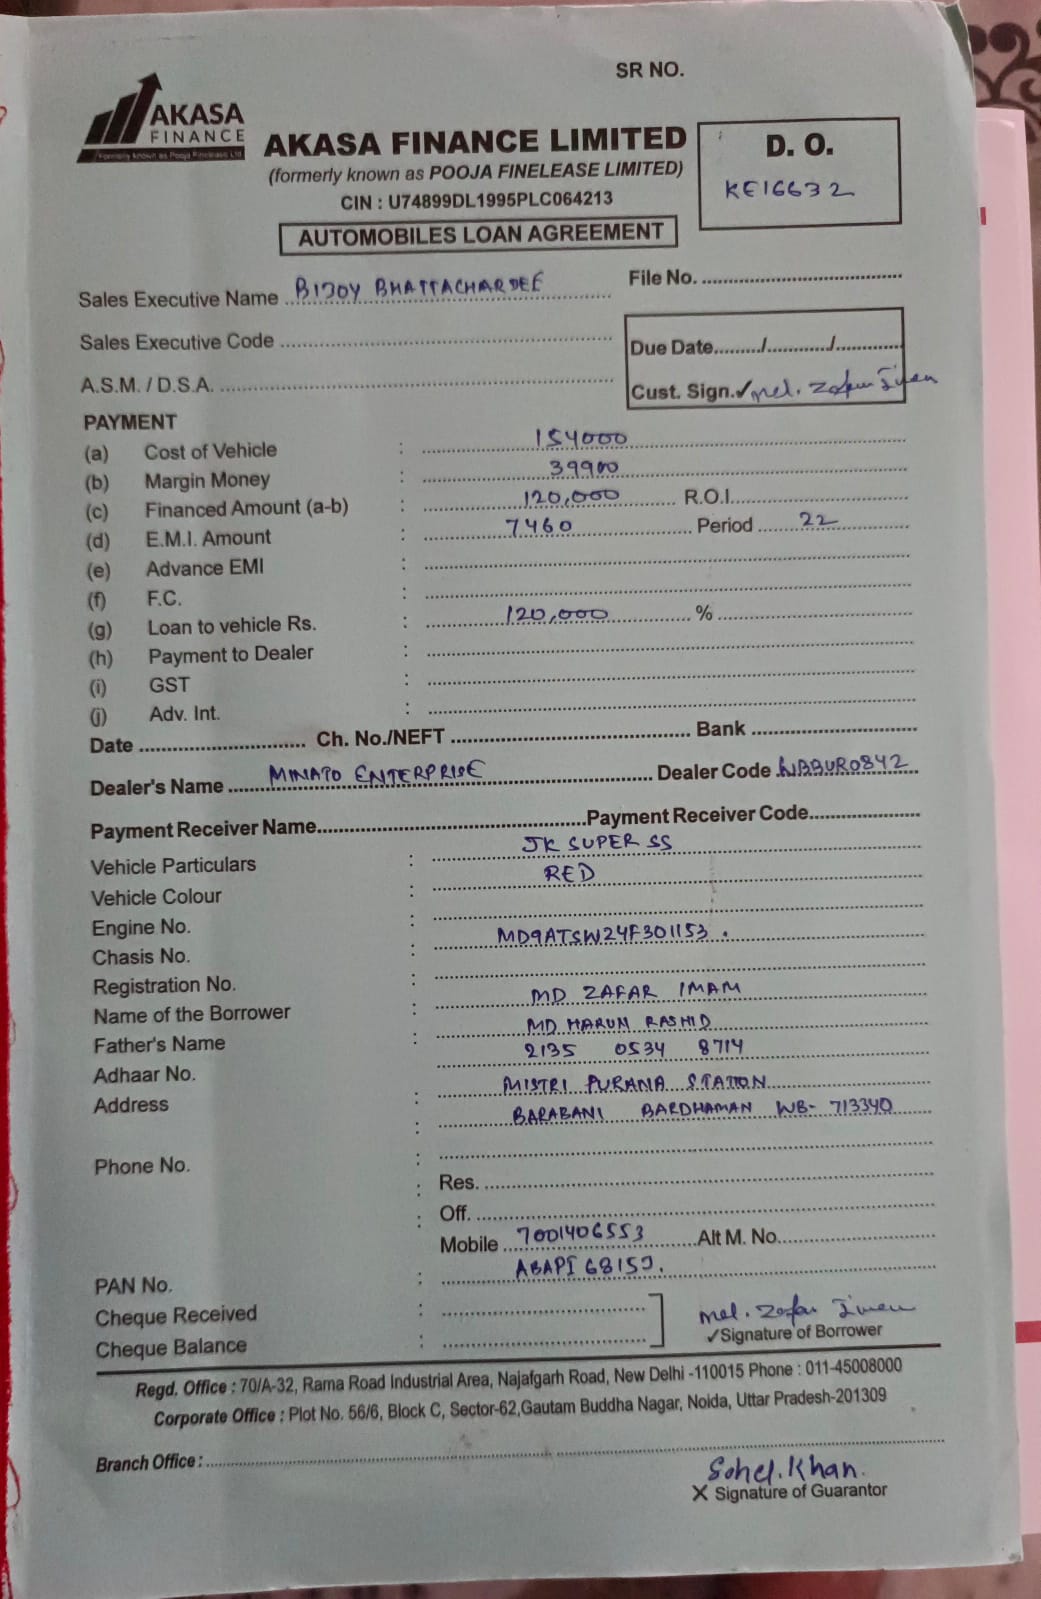 SR NO.
AKASA
FINANCE
Formerly known as Pooja Finelease Ltd
AKASA FINANCE LIMITED
(formerly known as POOJA FINELEASE LIMITED)
CIN : U74899DL1995PLC064213
AUTOMOBILES LOAN AGREEMENT
D. O.
KE16632
Sales Executive Name BIJOY BHATTACHARDEE
File No.
Sales Executive Code
Due Date......../............/............
A.S.M. / D.S.A.
Cust. Sign.✓ Md. Zafar Imam
PAYMENT
(a) Cost of Vehicle : 154000
(b) Margin Money : 39900
(c) Financed Amount (a-b) : 120,000 R.O.I.
(d) E.M.I. Amount : 7460 Period 22
(e) Advance EMI :
(f) F.C. :
(g) Loan to vehicle Rs. : 120,000 %
(h) Payment to Dealer :
(i) GST :
(j) Adv. Int. :
Date Ch. No./NEFT Bank
Dealer's Name MINATO ENTERPRISE Dealer Code WBBUR0842
Payment Receiver Name Payment Receiver Code
Vehicle Particulars : JK SUPER SS
Vehicle Colour : RED
Engine No. :
Chasis No. : MD9ATSW24F301153.
Registration No. :
Name of the Borrower : MD ZAFAR IMAM
Father's Name : MD HARUN RASHID
Adhaar No. 2135 0534 8714
Address : MISTRI PURANA STATION
: BARABANI BARDHAMAN WB- 713340
Phone No. :
: Res.
: Off.
Mobile 7001406553 Alt M. No.
PAN No. : ABAPI6815J.
Cheque Received :
Md. Zafar Imam
Cheque Balance :
✓Signature of Borrower
Regd. Office : 70/A-32, Rama Road Industrial Area, Najafgarh Road, New Delhi -110015 Phone : 011-45008000
Corporate Office : Plot No. 56/6, Block C, Sector-62,Gautam Buddha Nagar, Noida, Uttar Pradesh-201309
Branch Office :
Sohel.Khan.
X Signature of Guarantor